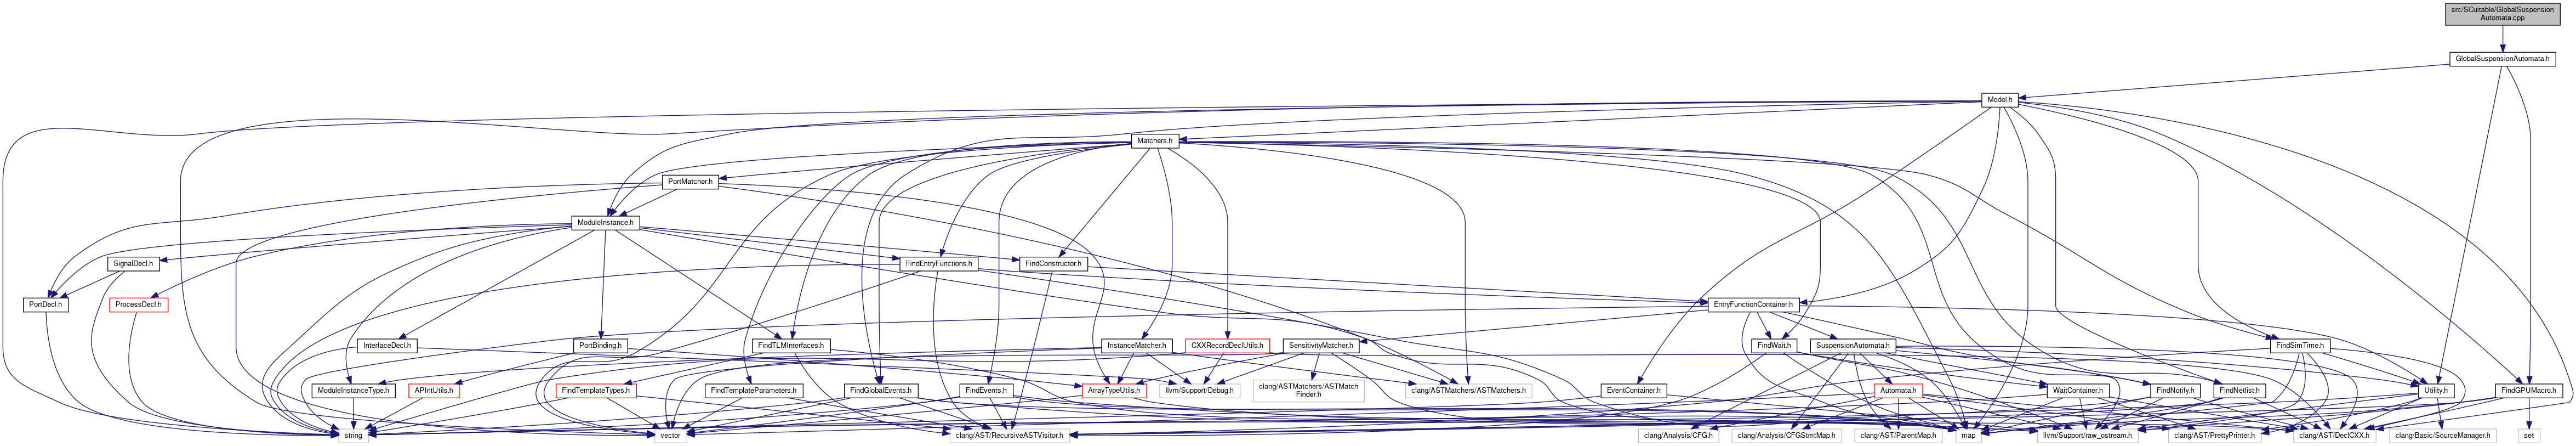 src/SCuitable/GlobalSuspension
Automata.cpp
GlobalSuspensionAutomata.h
Model.h
Matchers.h
PortMatcher.h
ModuleInstance.h
SignalDecl.h
FindEntryFunctions.h
FindConstructor.h
PortDecl.h
ProcessDecl.h
EntryFunctionContainer.h
InterfaceDecl.h
PortBinding.h
FindTLMInterfaces.h
InstanceMatcher.h
CXXRecordDeclUtils.h
SensitivityMatcher.h
FindWait.h
SuspensionAutomata.h
FindSimTime.h
ModuleInstanceType.h
APIntUtils.h
FindTemplateTypes.h
FindTemplateParameters.h
FindGlobalEvents.h
FindEvents.h
ArrayTypeUtils.h
llvm/Support/Debug.h
clang/ASTMatchers/ASTMatch
Finder.h
clang/ASTMatchers/ASTMatchers.h
EventContainer.h
Automata.h
WaitContainer.h
FindNotify.h
FindNetlist.h
Utility.h
FindGPUMacro.h
string
vector
clang/AST/RecursiveASTVisitor.h
clang/Analysis/CFG.h
clang/Analysis/CFGStmtMap.h
clang/AST/ParentMap.h
map
llvm/Support/raw_ostream.h
clang/AST/PrettyPrinter.h
clang/AST/DeclCXX.h
clang/Basic/SourceManager.h
set